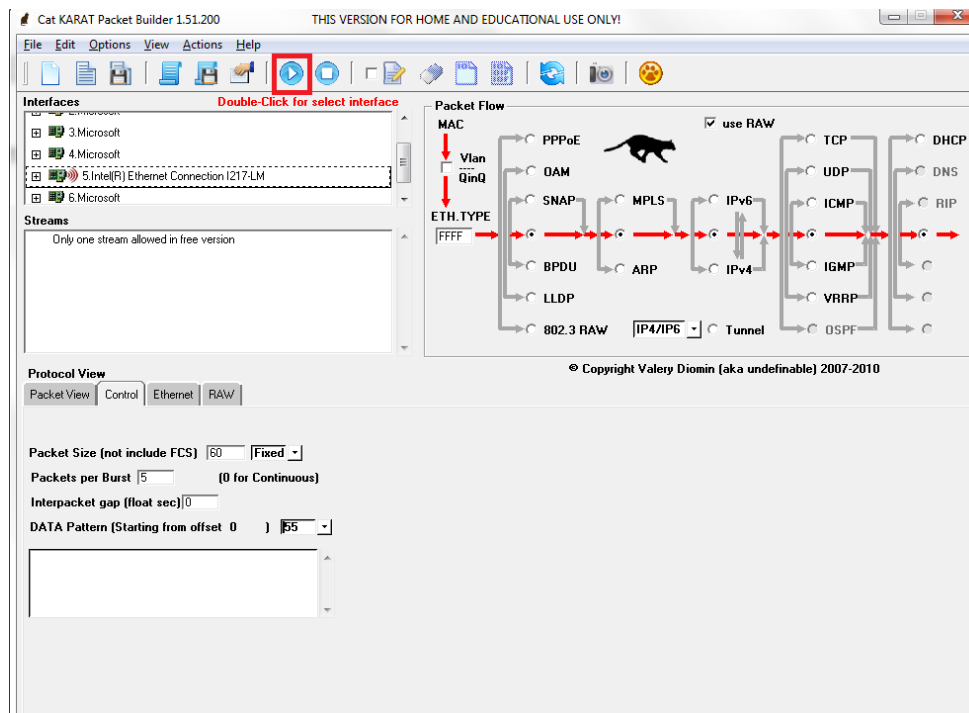 Cat KARAT Packet Builder 1.51.200 THIS VERSION FOR HOME AND EDUCATIONAL USE ONLY!
File Edit Options View Actions Help
Interfaces Double-Click for select interface
2.Microsoft
3.Microsoft
4.Microsoft
5.Intel(R) Ethernet Connection I217-LM
6.Microsoft
Streams
Only one stream allowed in free version
Packet Flow
MAC
use RAW
Vlan
QinQ
ETH.TYPE
FFFF
PPPoE
OAM
SNAP
BPDU
LLDP
802.3 RAW
MPLS
ARP
IP4/IP6
IPv6
IPv4
Tunnel
TCP
UDP
ICMP
IGMP
VRRP
OSPF
DHCP
DNS
RIP
© Copyright Valery Diomin (aka undefinable) 2007-2010
Protocol View
Packet View Control Ethernet RAW
Packet Size (not include FCS) 60 Fixed
Packets per Burst 5 (0 for Continuous)
Interpacket gap (float sec) 0
DATA Pattern (Starting from offset 0 ) 55